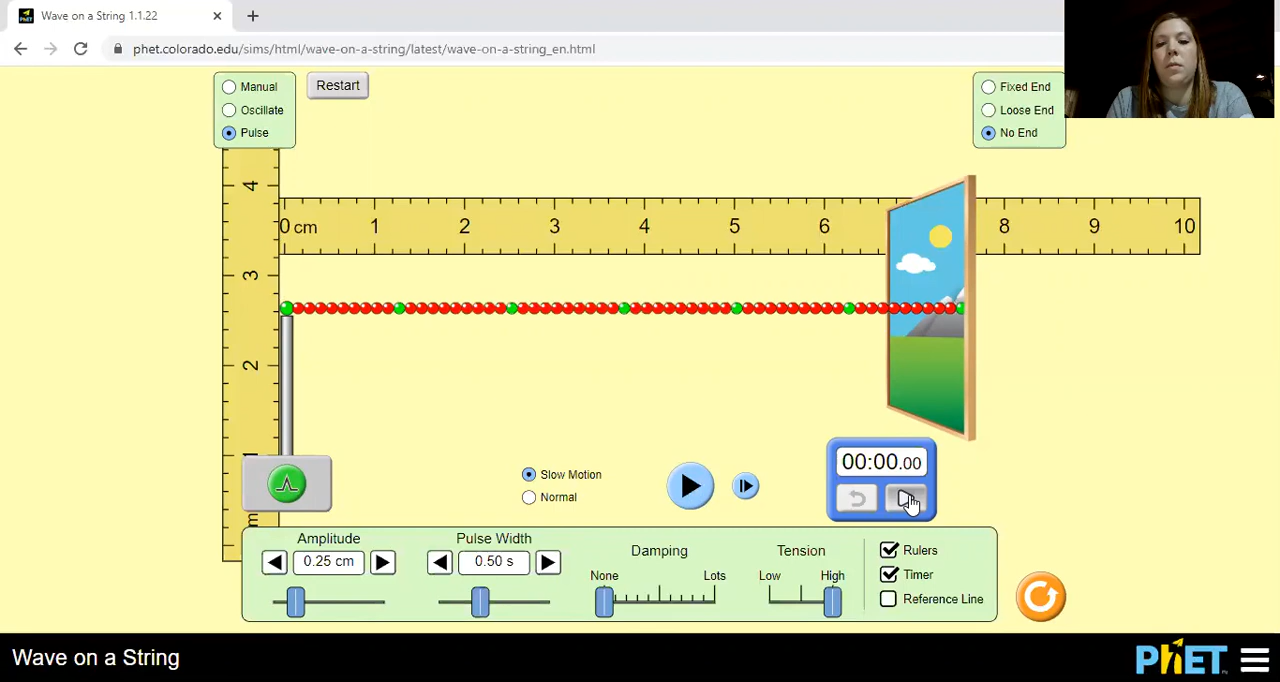 Wave on a String 1.1.22
phet.colorado.edu/sims/html/wave-on-a-string/latest/wave-on-a-string_en.html
Manual
Oscillate
Pulse
Restart
Fixed End
Loose End
No End
4
3
2
0 cm 1 2 3 4 5 6 8 9 10
Slow Motion
Normal
00:00.00
Amplitude
0.25 cm
Pulse Width
0.50 s
Damping
None Lots
Tension
Low High
Rulers
Timer
Reference Line
Wave on a String
PhET